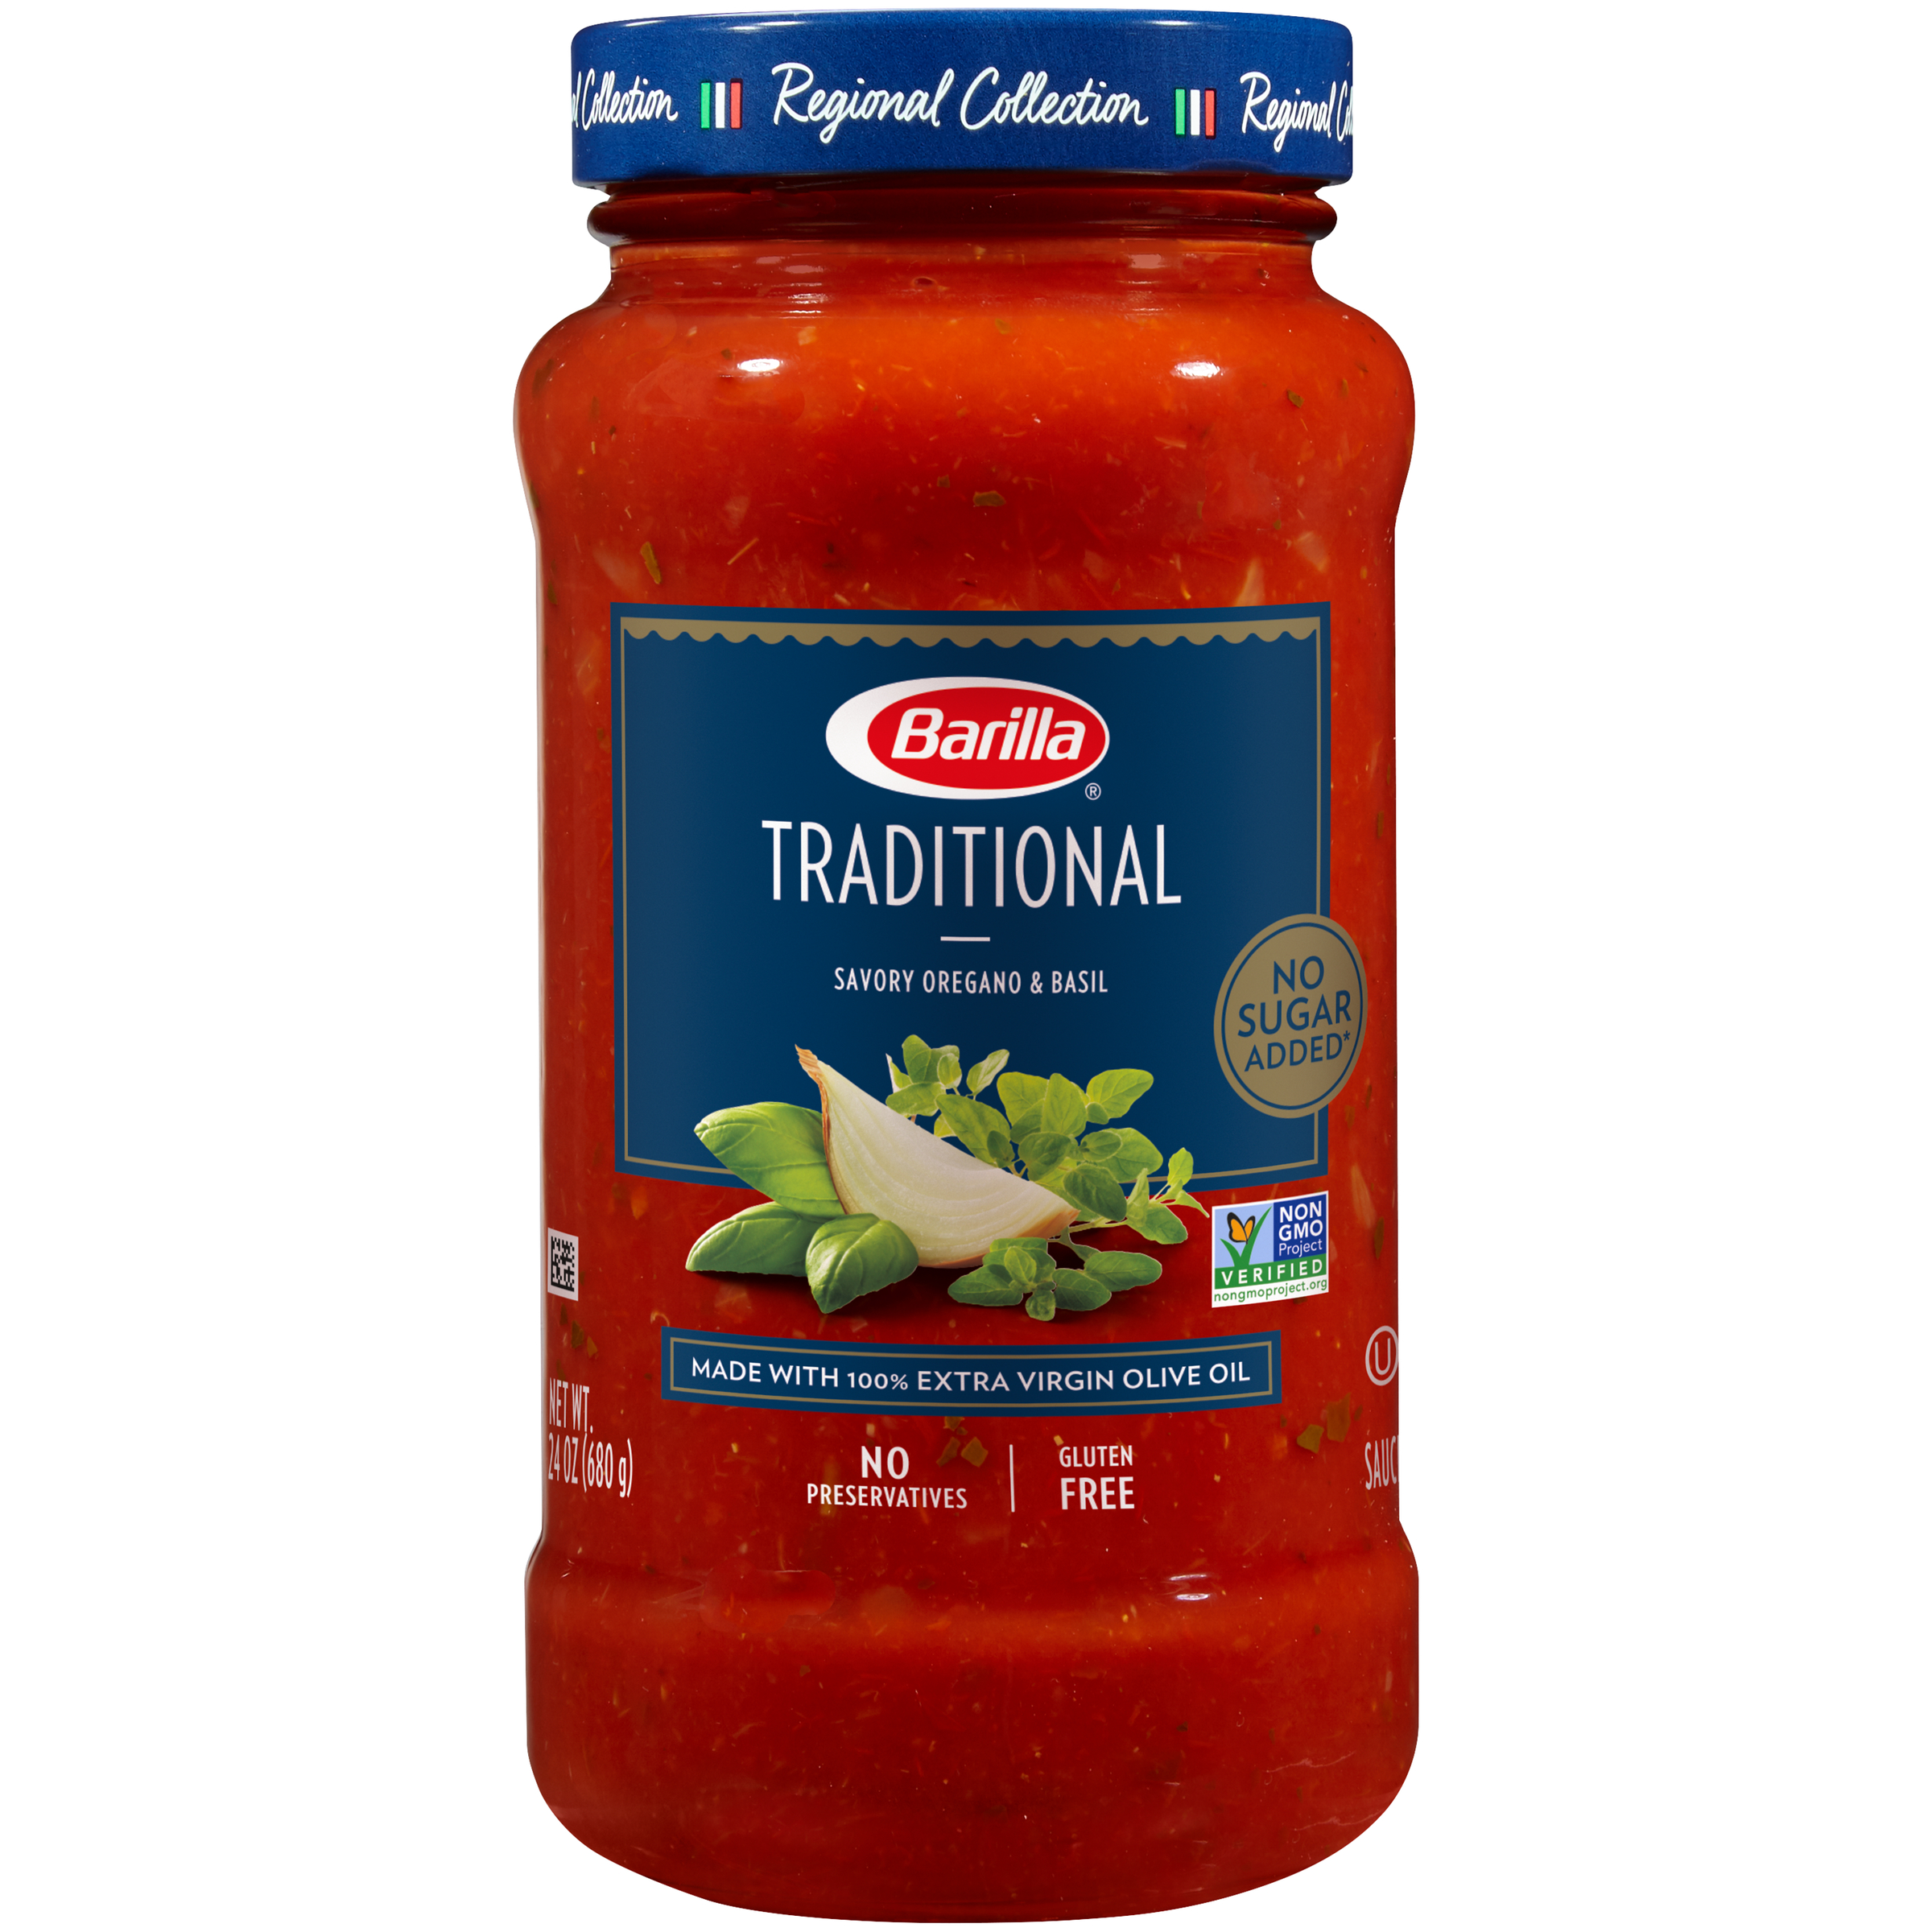 Collection Regional Collection Regional
Barilla
®
TRADITIONAL
SAVORY OREGANO & BASIL
NO
SUGAR
ADDED*
NON
GMO
Project
VERIFIED
nongmoproject.org
MADE WITH 100% EXTRA VIRGIN OLIVE OIL
NET WT.
24 OZ (680 g)
NO
PRESERVATIVES
GLUTEN
FREE
U